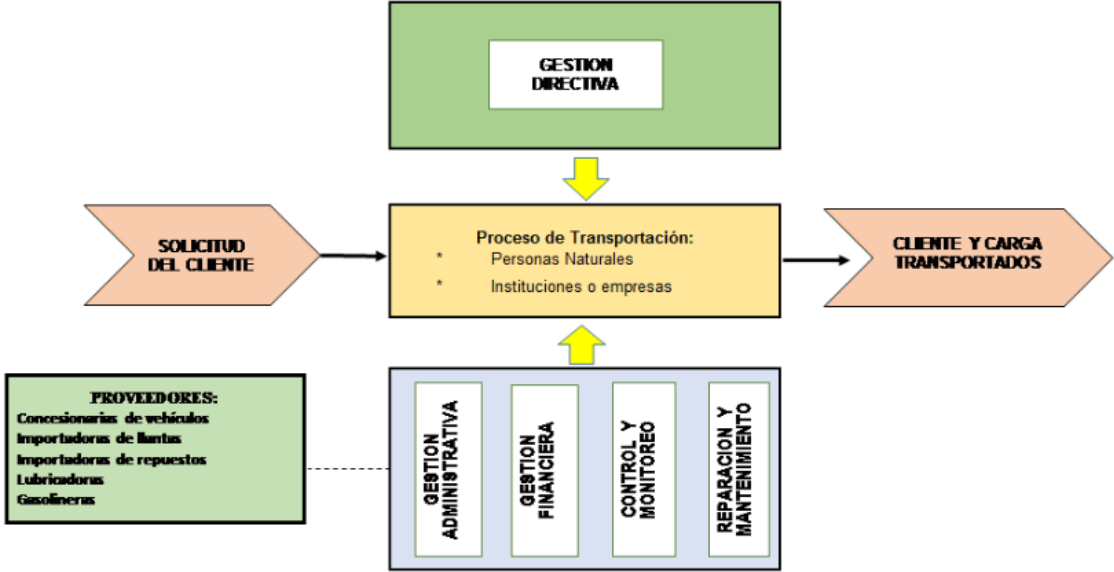 GESTION
DIRECTIVA
SOLICITUD
DEL CLIENTE
Proceso de Transportación:
* Personas Naturales
* Instituciones o empresas
CLIENTE Y CARGA
TRANSPORTADOS
PROVEEDORES:
Concesionarias de vehículos
Importadoras de llantas
Importadoras de repuestos
Lubricadoras
Gasolineras
GESTION
ADMINISTRATIVA
GESTION
FINANCIERA
CONTROL Y
MONITOREO
REPARACION Y
MANTENIMIENTO